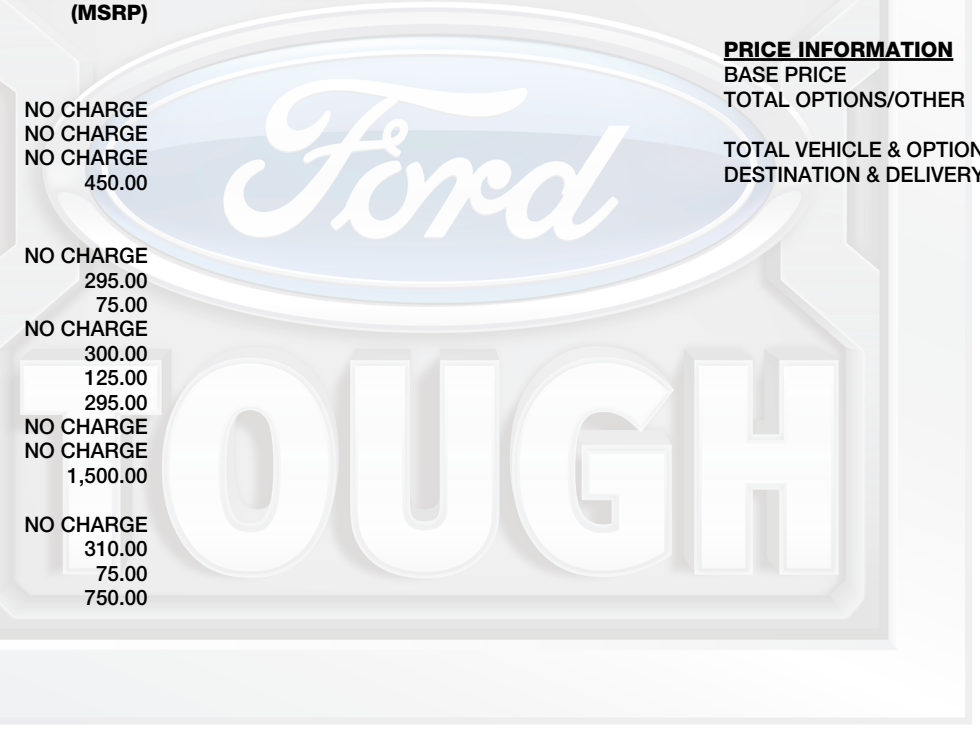 (MSRP)
NO CHARGE
NO CHARGE
NO CHARGE
450.00
NO CHARGE
295.00
75.00
NO CHARGE
300.00
125.00
295.00
NO CHARGE
NO CHARGE
1,500.00
NO CHARGE
310.00
75.00
750.00
PRICE INFORMATION
BASE PRICE
TOTAL OPTIONS/OTHER
TOTAL VEHICLE & OPTION
DESTINATION & DELIVERY
Ford
TOUGH